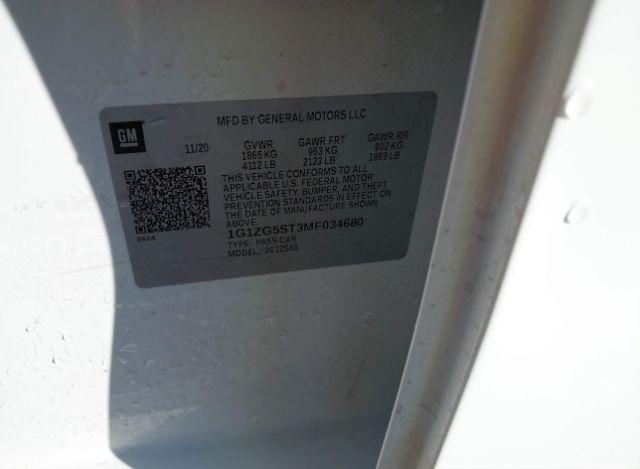 MFD BY GENERAL MOTORS LLC
GM
11/20 GVWR GAWR FRT GAWR RR
1865 KG 963 KG 902 KG
4112 LB 2123 LB 1989 LB
THIS VEHICLE CONFORMS TO ALL
APPLICABLE U.S. FEDERAL MOTOR
VEHICLE SAFETY, BUMPER, AND THEFT
PREVENTION STANDARDS IN EFFECT ON
THE DATE OF MANUFACTURE SHOWN
ABOVE.
1G1ZG5ST3MF034680
TYPE: PASS CAR
MODEL: